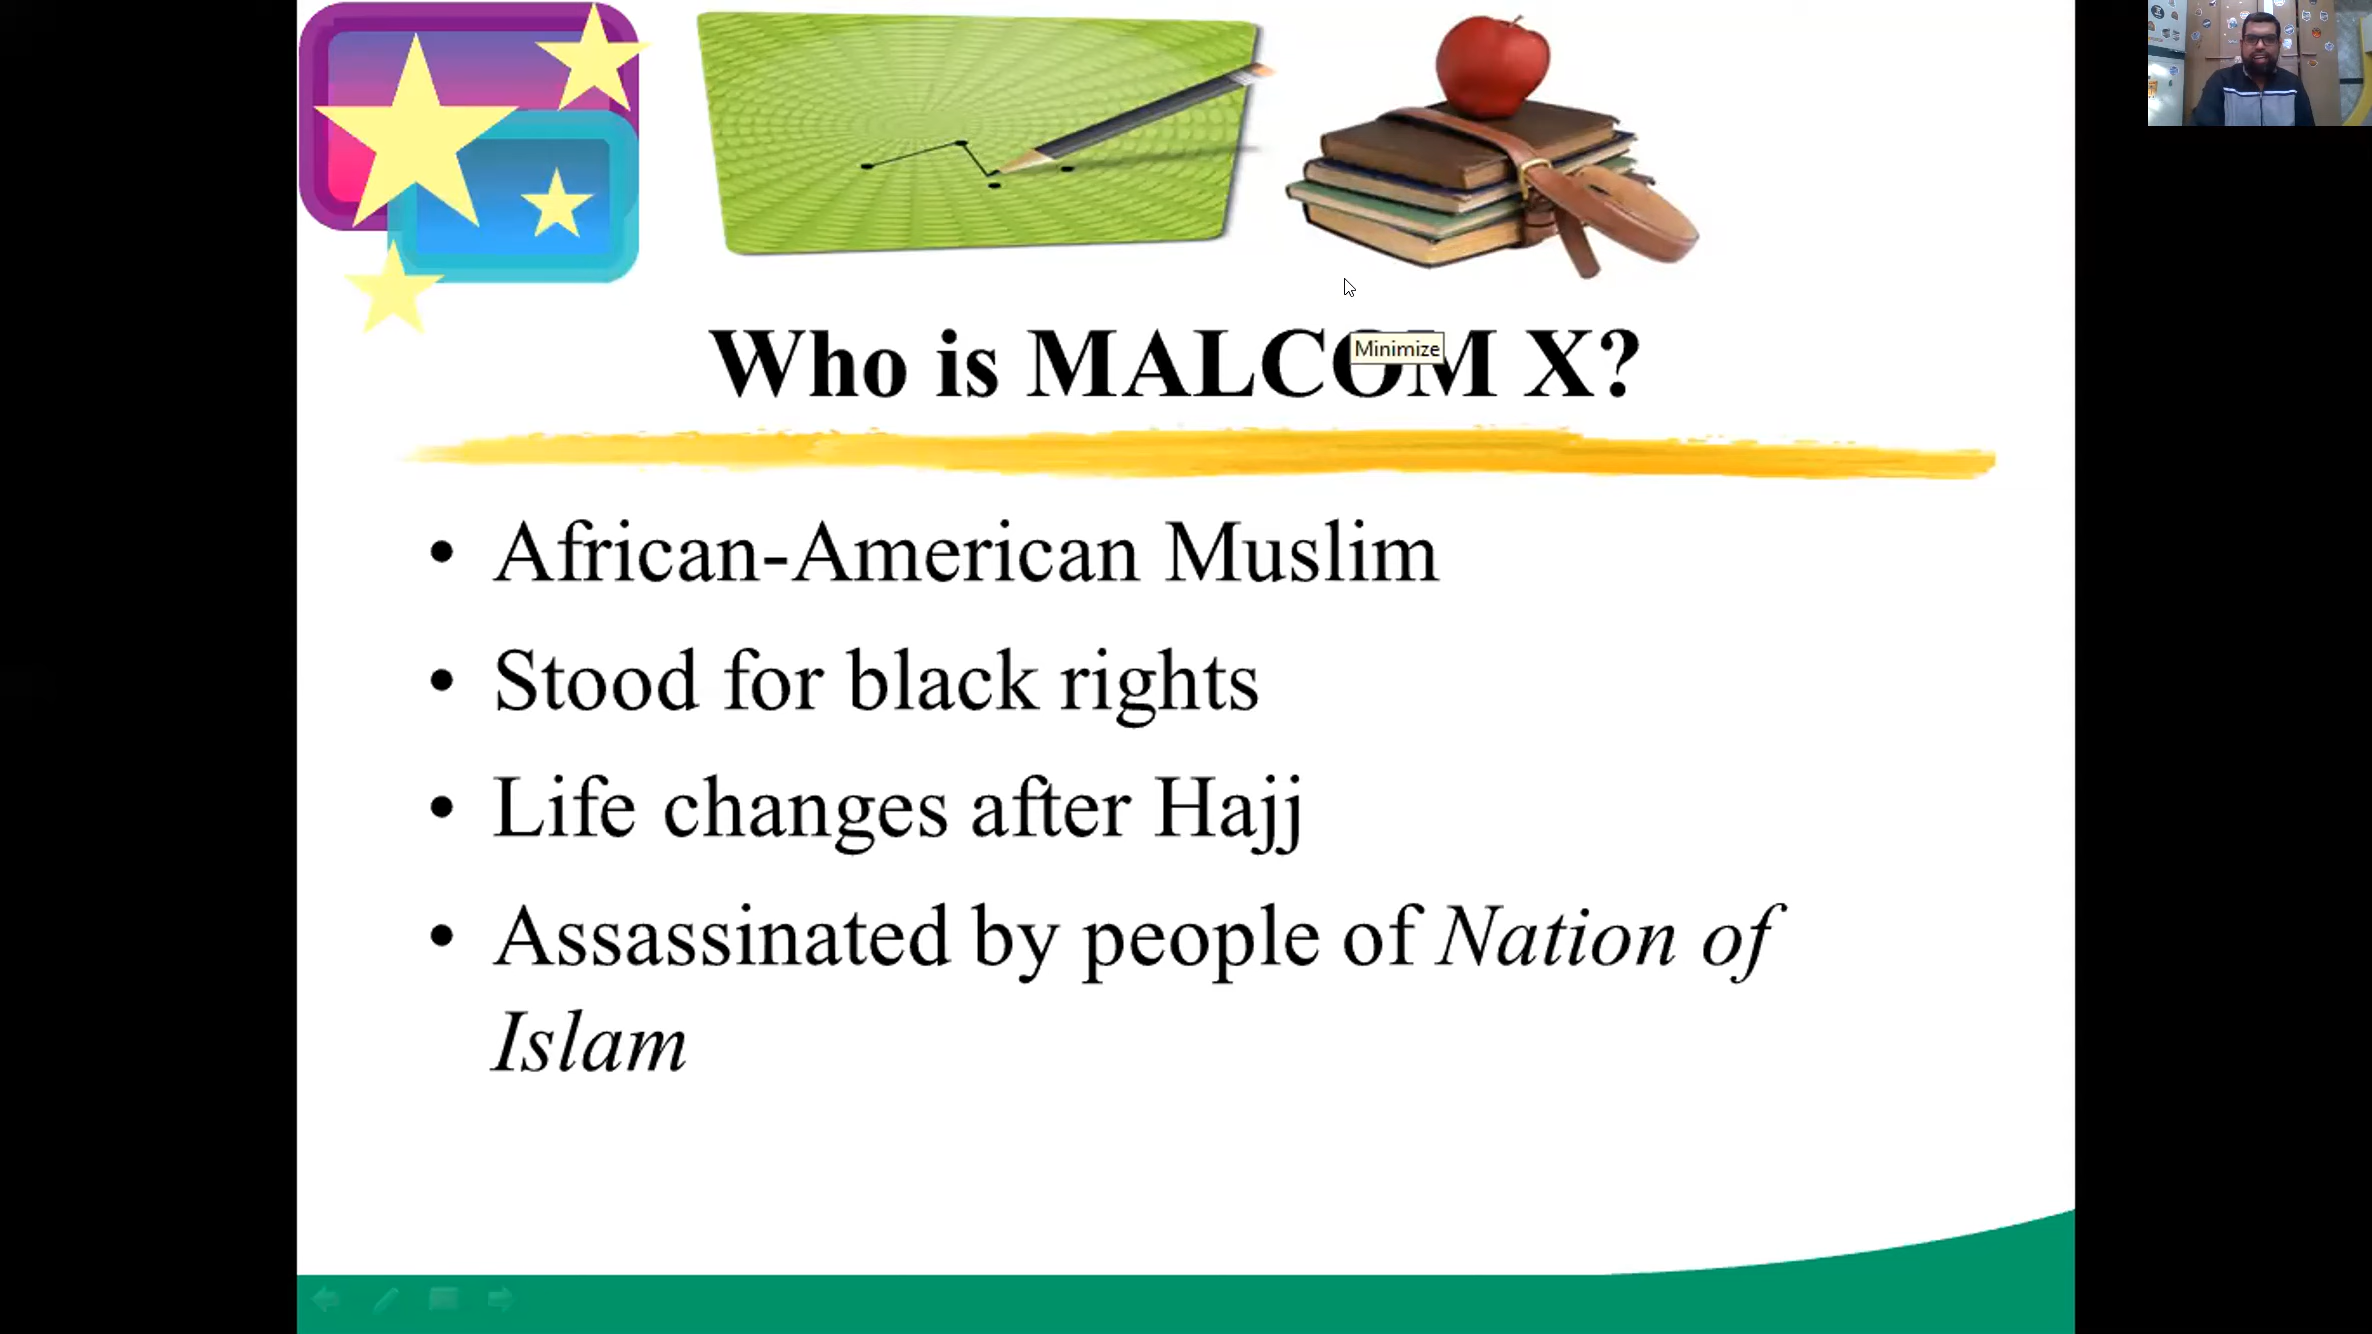 Who is MALCOM X?
Minimize
• African-American Muslim
• Stood for black rights
• Life changes after Hajj
• Assassinated by people of Nation of
Islam